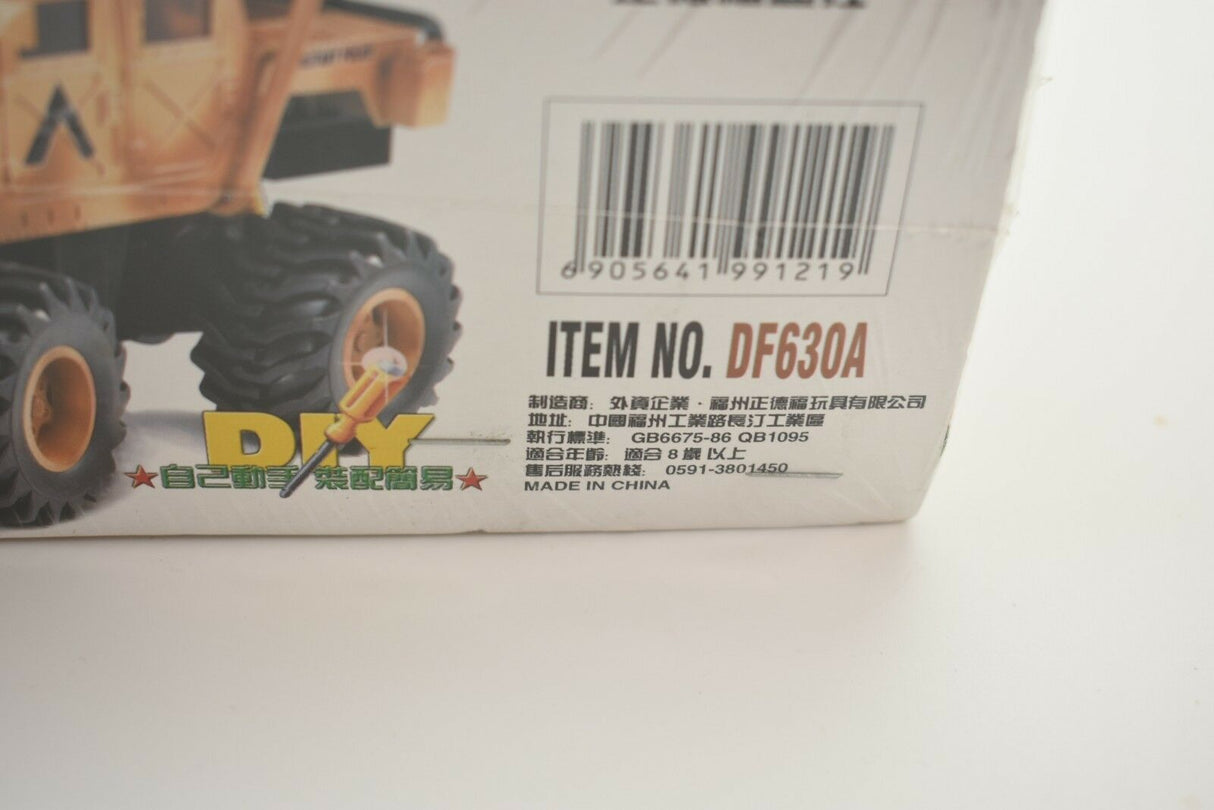 6 905641 991219
ITEM NO. DF630A
制造商: 外資企業·福州正德福玩具有限公司
地址: 中國福州工業路長汀工業區
執行標準: GB6675-86 QB1095
適合年齡: 適合8歲以上
售后服務熱綫: 0591-3801450
MADE IN CHINA
DIY
★自己動手 裝配簡易★